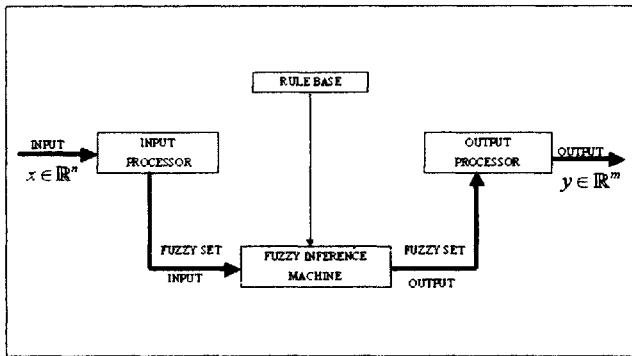 RULE BASE
INPUT
x ∈ ℝⁿ
INPUT
PROCESSOR
OUTPUT
PROCESSOR
OUTPUT
y ∈ ℝᵐ
FUZZY SET
INPUT
FUZZY INFERENCE
MACHINE
FUZZY SET
OUTPUT